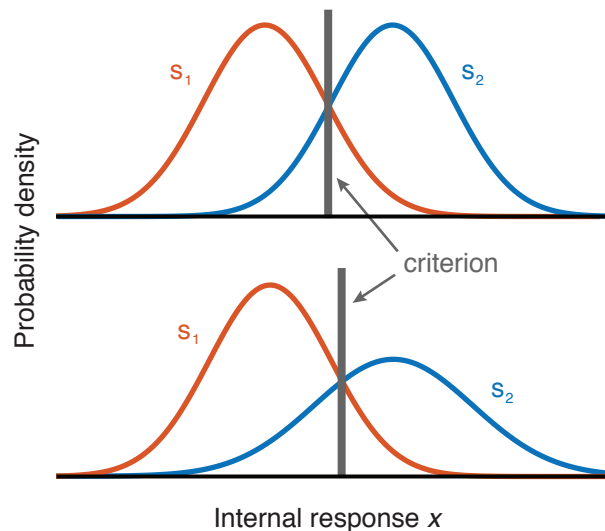 s₁
s₂
Probability density
criterion
s₁
s₂
Internal response x